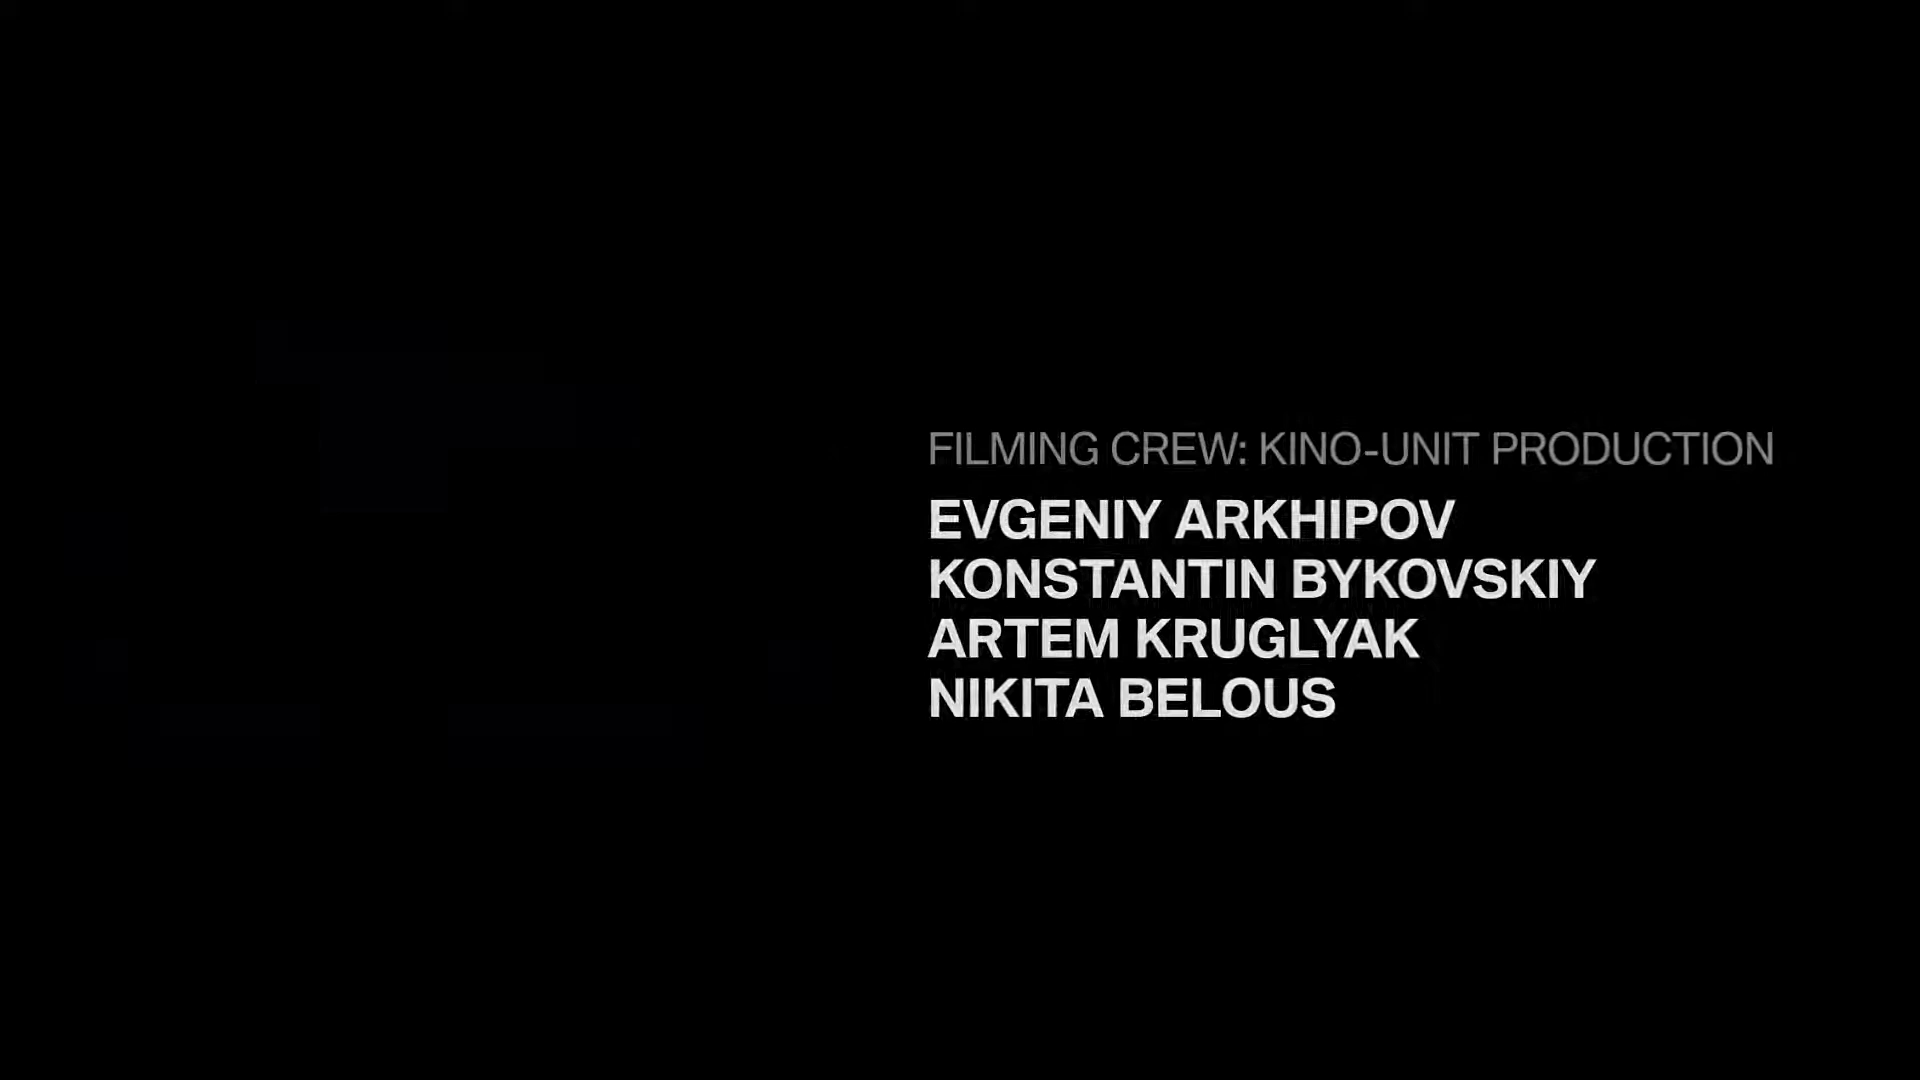 FILMING CREW: KINO-UNIT PRODUCTION
EVGENIY ARKHIPOV
KONSTANTIN BYKOVSKIY
ARTEM KRUGLYAK
NIKITA BELOUS